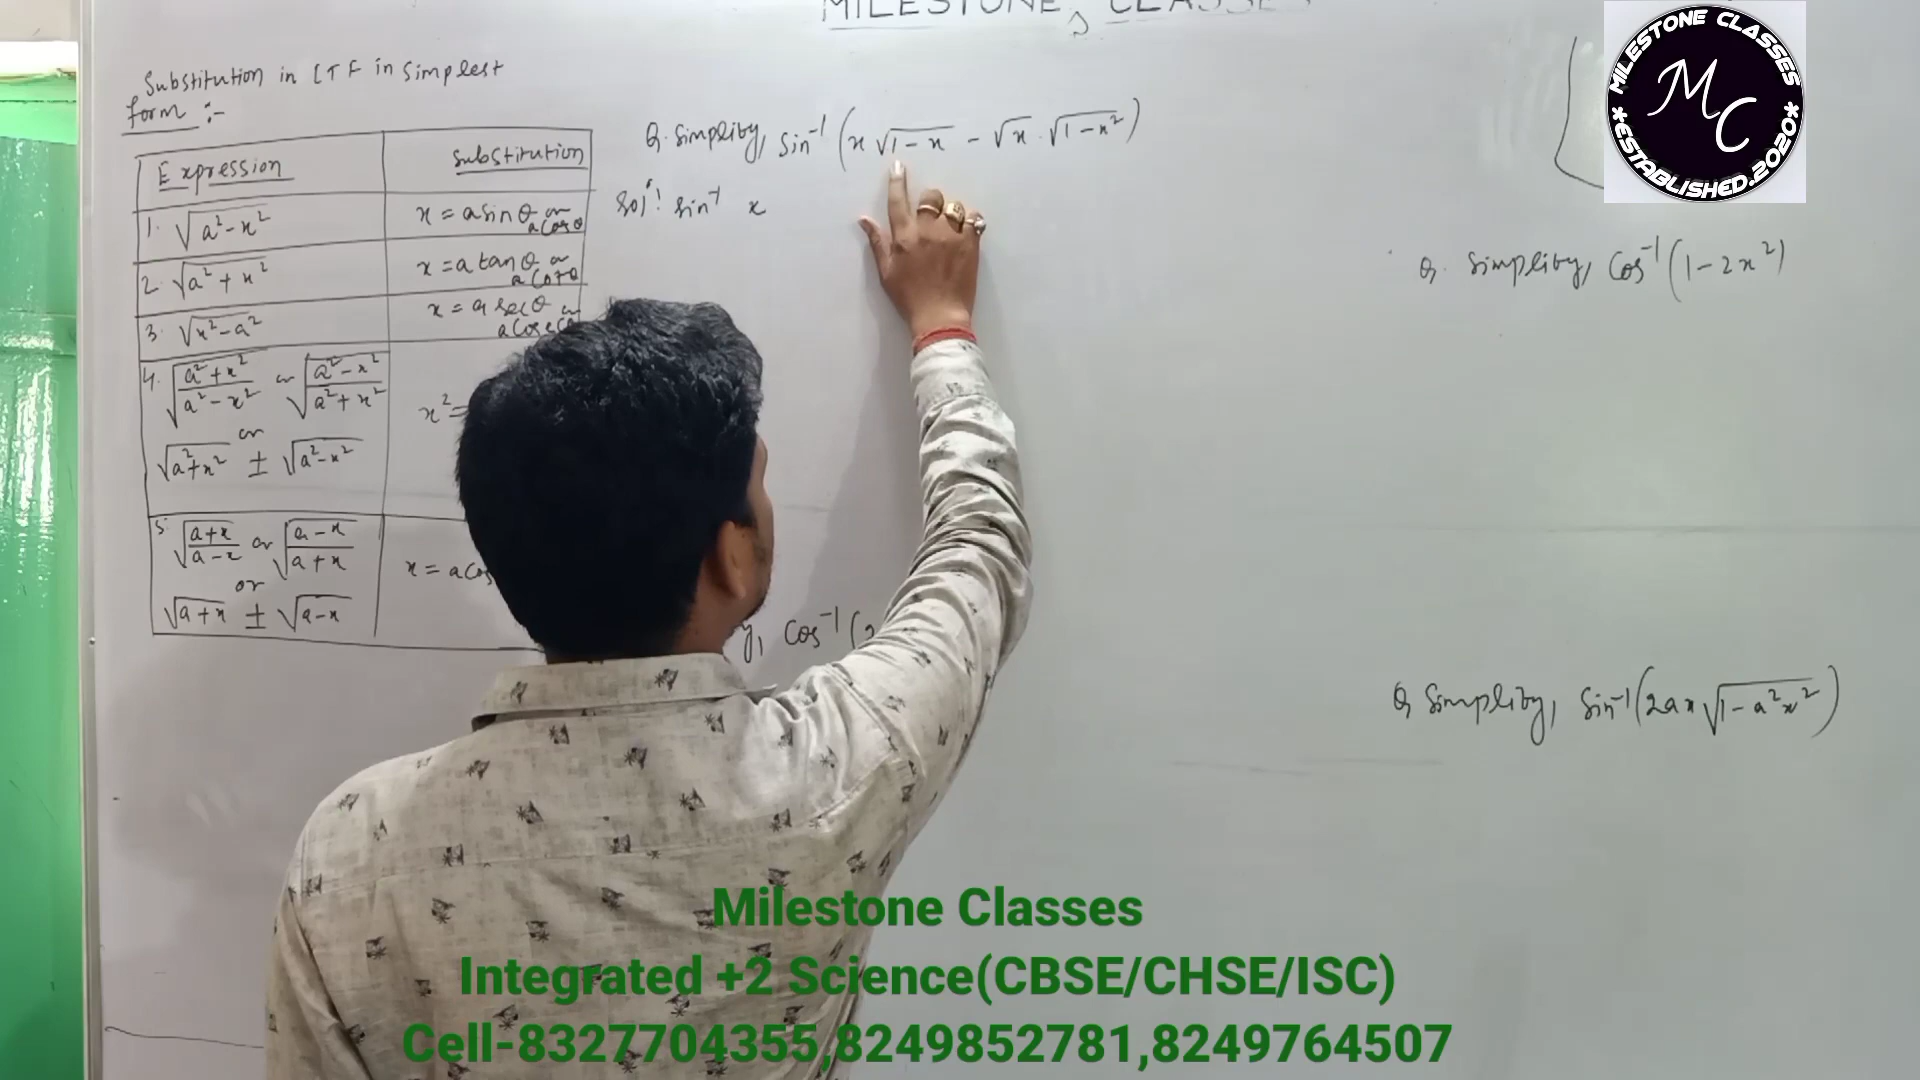 MILESTONE CLASSES
Substitution in ITF in simplest
form :-
Expression | Substitution
1. √(a²-x²) | x = a sinθ or a cosθ
2. √(a²+x²) | x = a tanθ or a cotθ
3. √(x²-a²) | x = a secθ or a cosec
4. √((a²+x²)/(a²-x²)) or √((a²-x²)/(a²+x²))
or
√(a²+x²) ± √(a²-x²) | x² =
5. √((a+x)/(a-x)) or √((a-x)/(a+x))
or
√(a+x) ± √(a-x) | x = a cos
Q. Simplify, sin⁻¹(x√(1-x) - √x . √(1-x²))
Sol! sin⁻¹ x
y, cos⁻¹(2
Q. Simplify, cos⁻¹(1-2x²)
Q Simplify, sin⁻¹(2ax√(1-a²x²))
*MILESTONE CLASSES*
MC
ESTABLISHED.2020
Milestone Classes
Integrated +2 Science(CBSE/CHSE/ISC)
Cell-8327704355,8249852781,8249764507